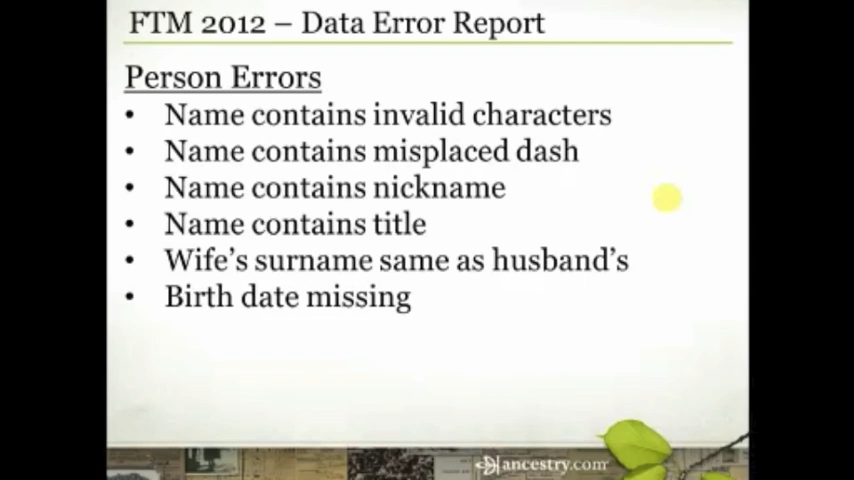 FTM 2012 – Data Error Report
Person Errors
• Name contains invalid characters
• Name contains misplaced dash
• Name contains nickname
• Name contains title
• Wife's surname same as husband's
• Birth date missing
ancestry.com